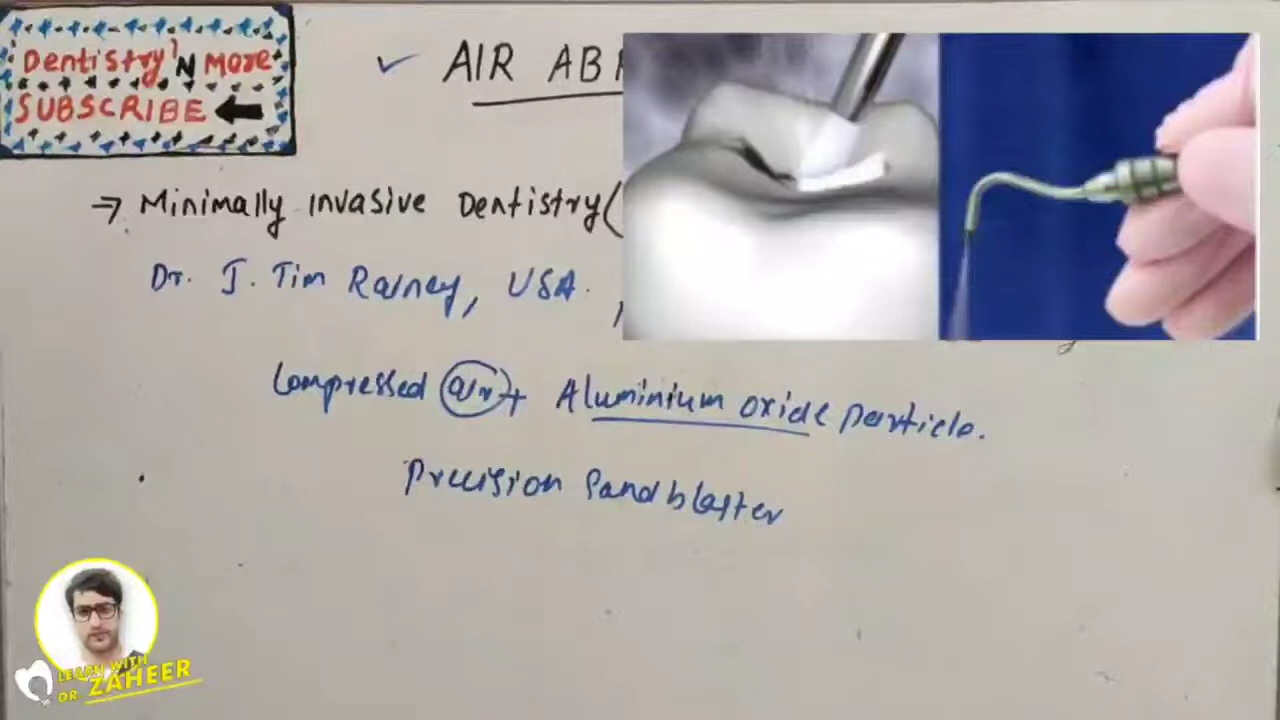 Dentistry 'N More
SUBSCRIBE
✓ AIR AB
→ Minimally invasive Dentistry(
Dr. J. Tim Rainey, USA.
Compressed air + Aluminium oxide particle.
Precision Sandblaster
LEARN WITH
DR. ZAHEER